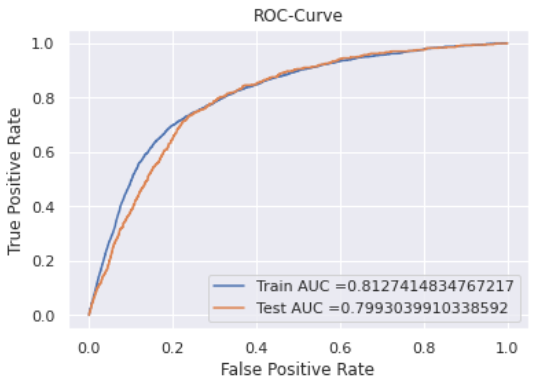 ROC-Curve
1.0
0.8
0.6
0.4
0.2
0.0
True Positive Rate
Train AUC =0.8127414834767217
Test AUC =0.7993039910338592
0.0 0.2 0.4 0.6 0.8 1.0
False Positive Rate